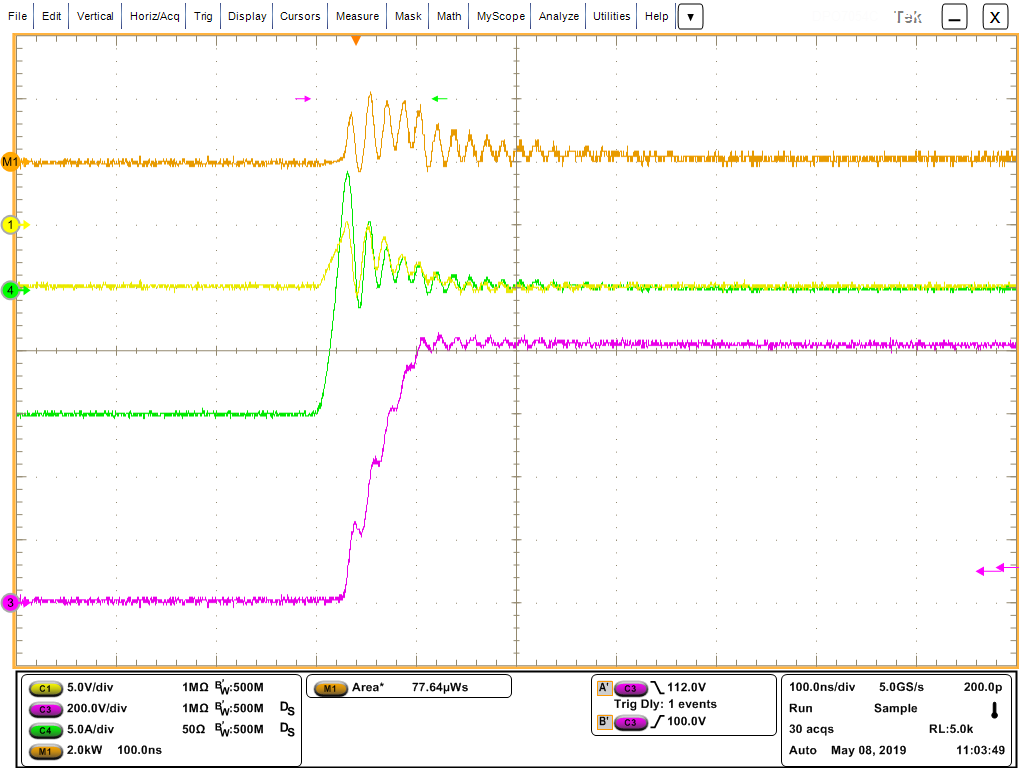 File Edit Vertical Horiz/Acq Trig Display Cursors Measure Mask Math MyScope Analyze Utilities Help ▼ Tek X
M1
1
4
3
C1 5.0V/div 1MΩ BW:500M
C3 200.0V/div 1MΩ BW:500M DS
C4 5.0A/div 50Ω BW:500M DS
M1 2.0kW 100.0ns
M1 Area* 77.64µWs
A' C3 112.0V
Trig Dly: 1 events
B' C3 100.0V
100.0ns/div 5.0GS/s 200.0p
Run Sample
30 acqs RL:5.0k
Auto May 08, 2019 11:03:49